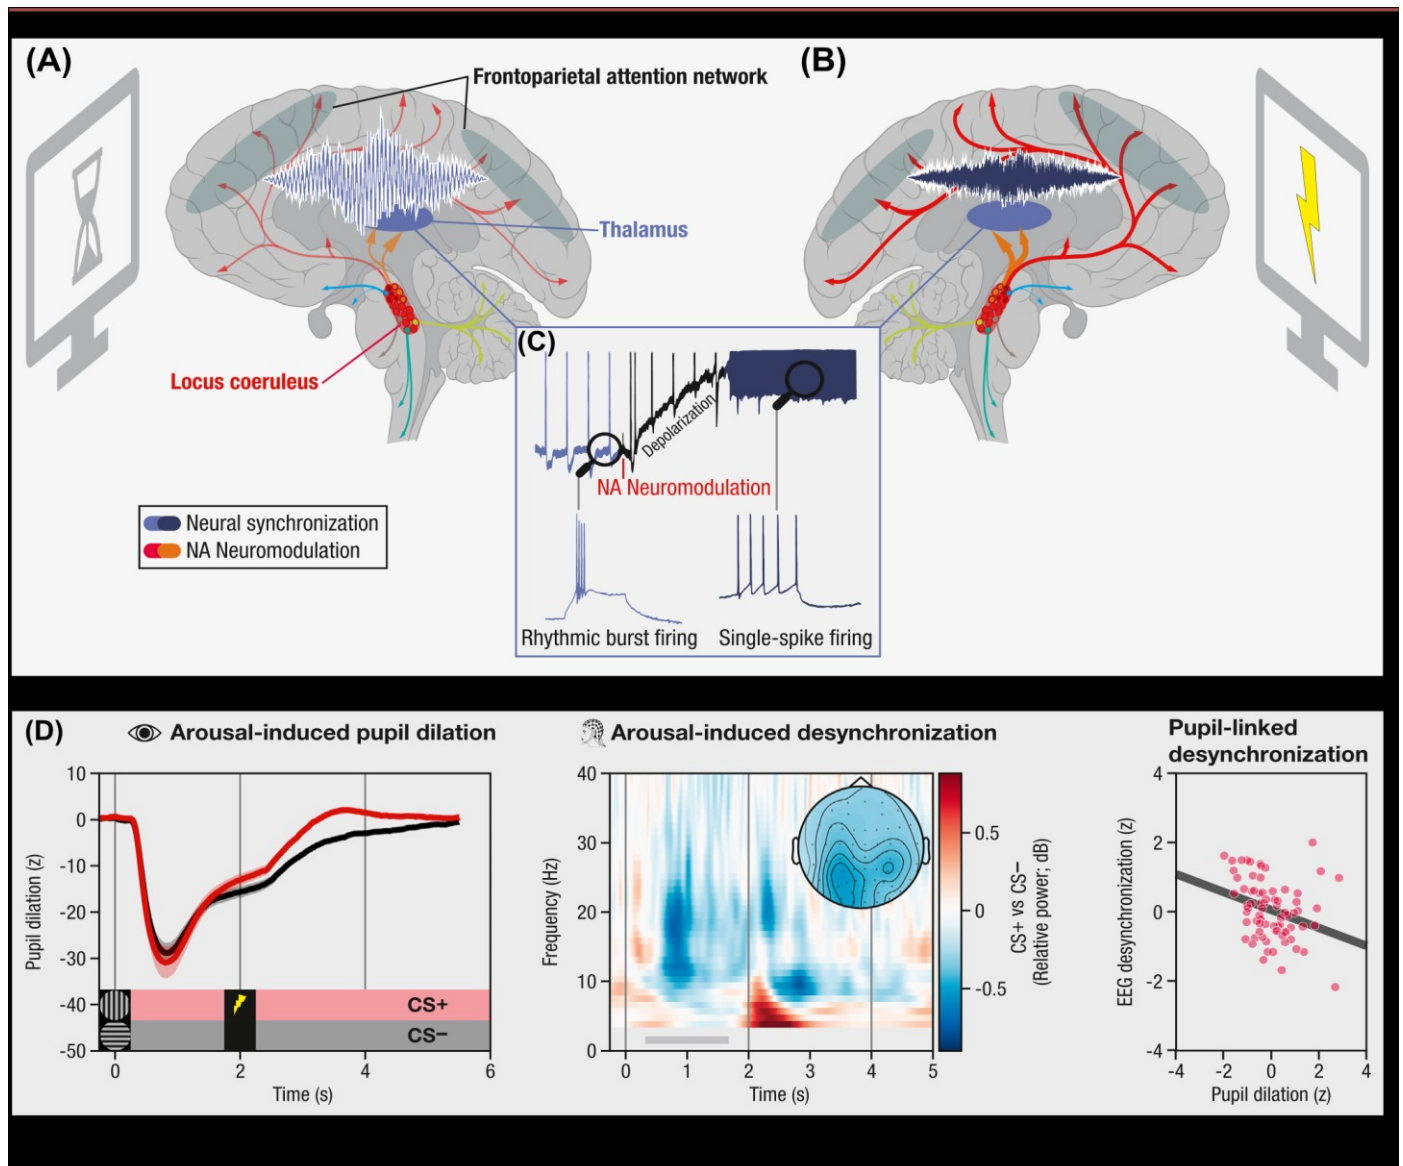 (A)
(B)
Frontoparietal attention network
Thalamus
Locus coeruleus
(C)
Depolarization
NA Neuromodulation
Rhythmic burst firing
Single-spike firing
Neural synchronization
NA Neuromodulation
(D)
Arousal-induced pupil dilation
10
0
-10
-20
-30
-40
-50
Pupil dilation (z)
CS+
CS−
0
2
4
6
Time (s)
Arousal-induced desynchronization
40
30
20
10
0
Frequency (Hz)
0
1
2
3
4
5
Time (s)
0.5
0
-0.5
CS+ vs CS−
(Relative power; dB)
Pupil-linked
desynchronization
4
2
0
-2
-4
EEG desynchronization (z)
-4
-2
0
2
4
Pupil dilation (z)